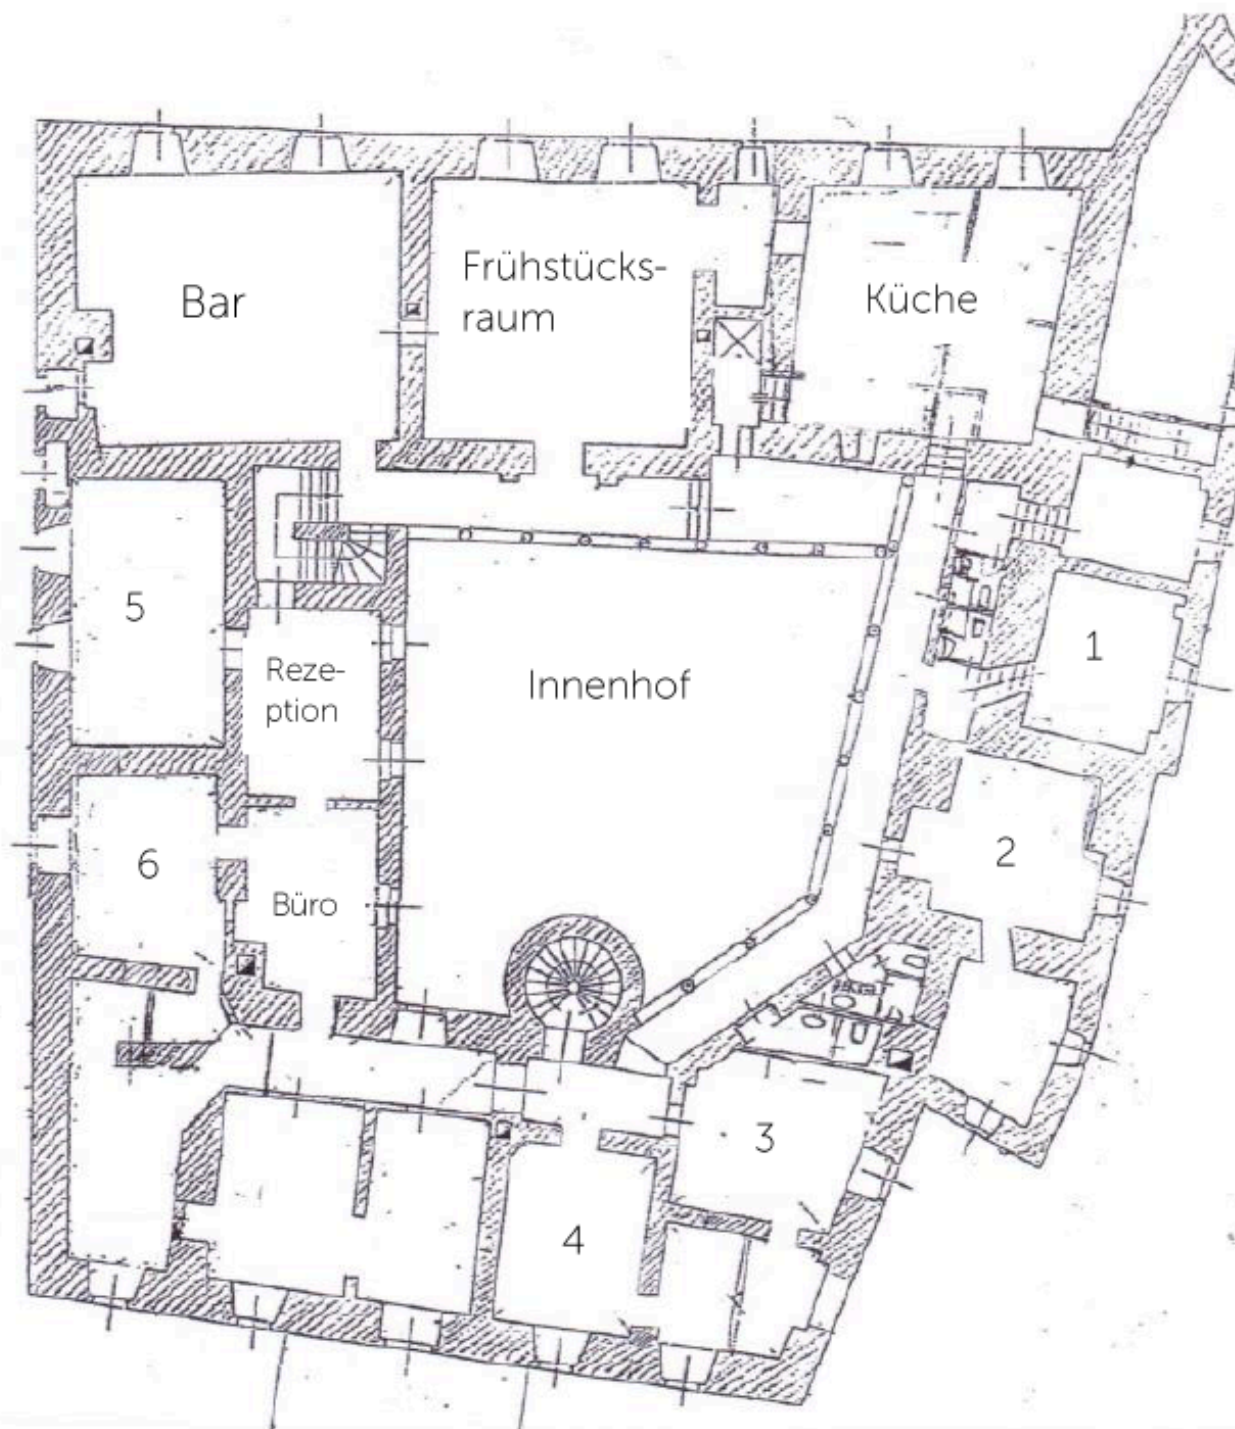 Bar
Frühstücks-
raum
Küche
5
Reze-
ption
Innenhof
1
6
Büro
2
3
4